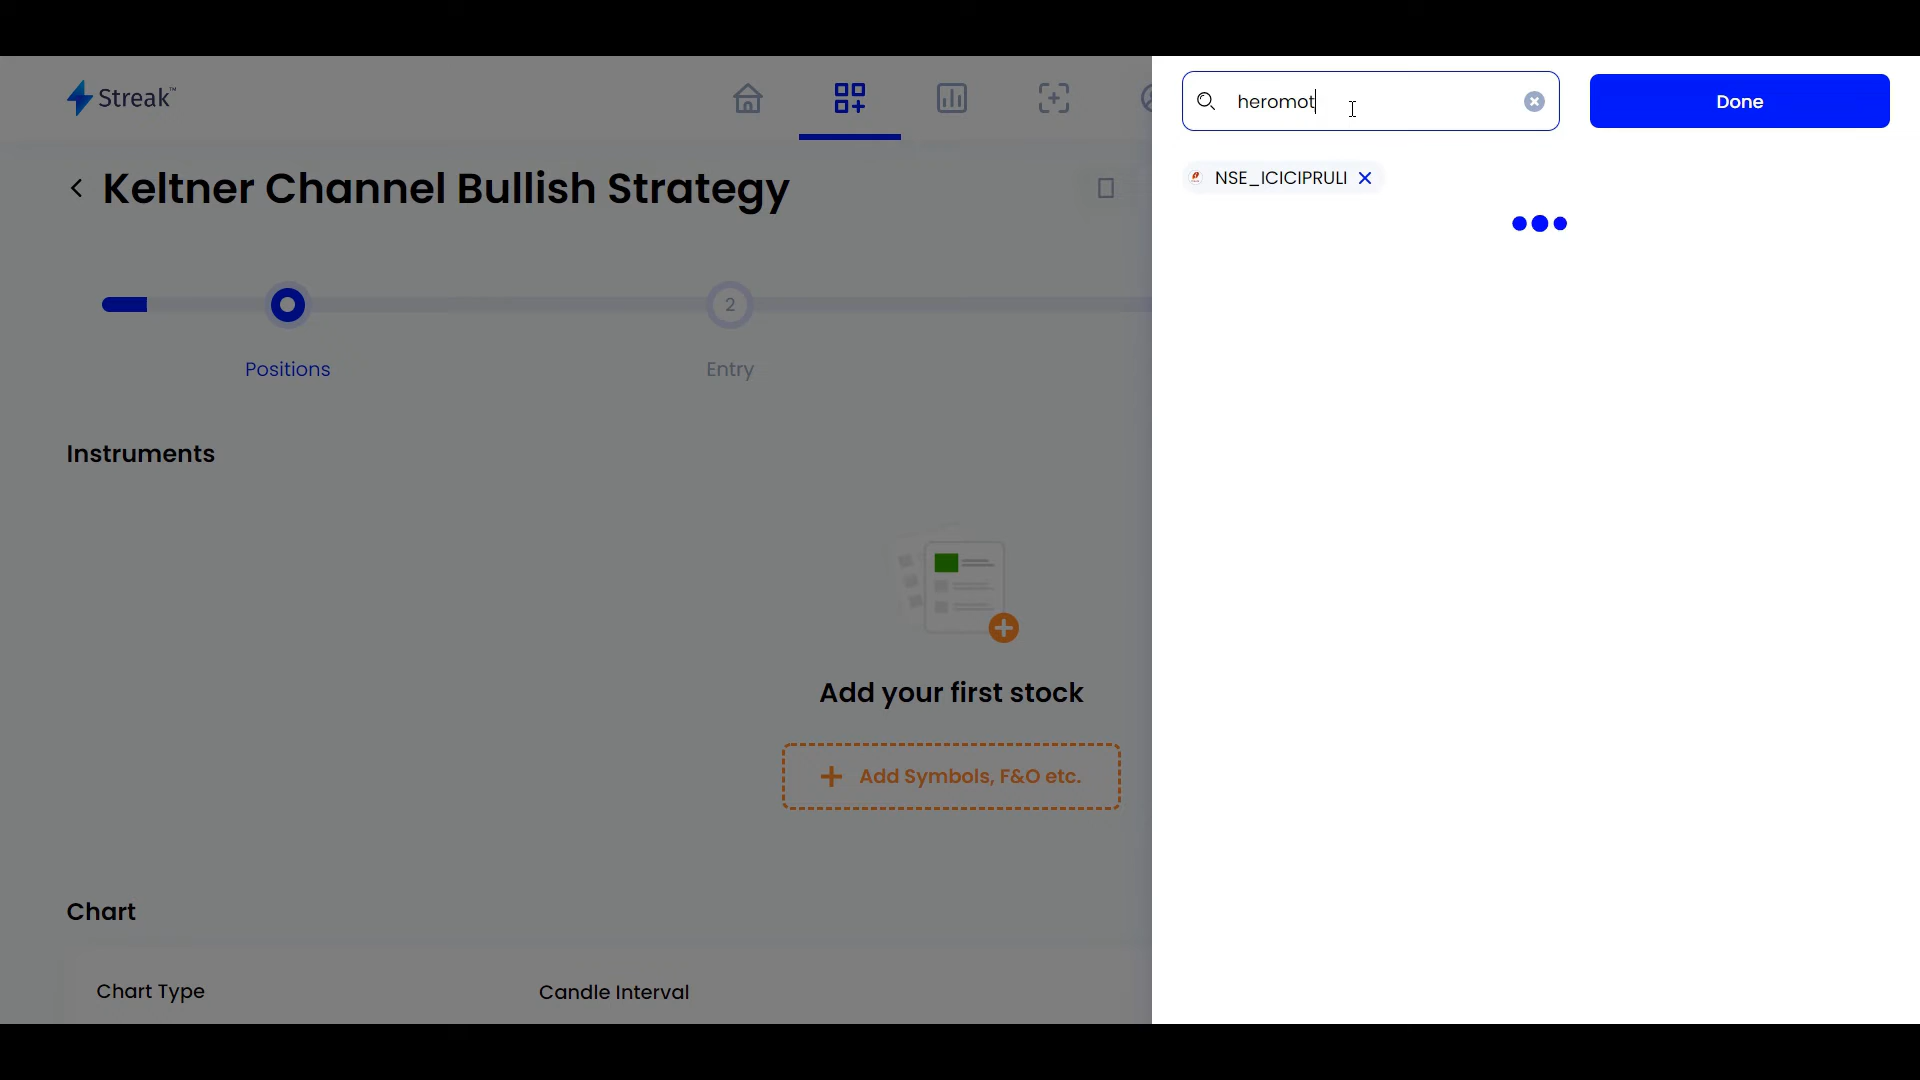 Streak™
heromot
Done
Keltner Channel Bullish Strategy
NSE_ICICIPRULI
2
Positions
Entry
Instruments
Add your first stock
Add Symbols, F&O etc.
Chart
Chart Type
Candle Interval